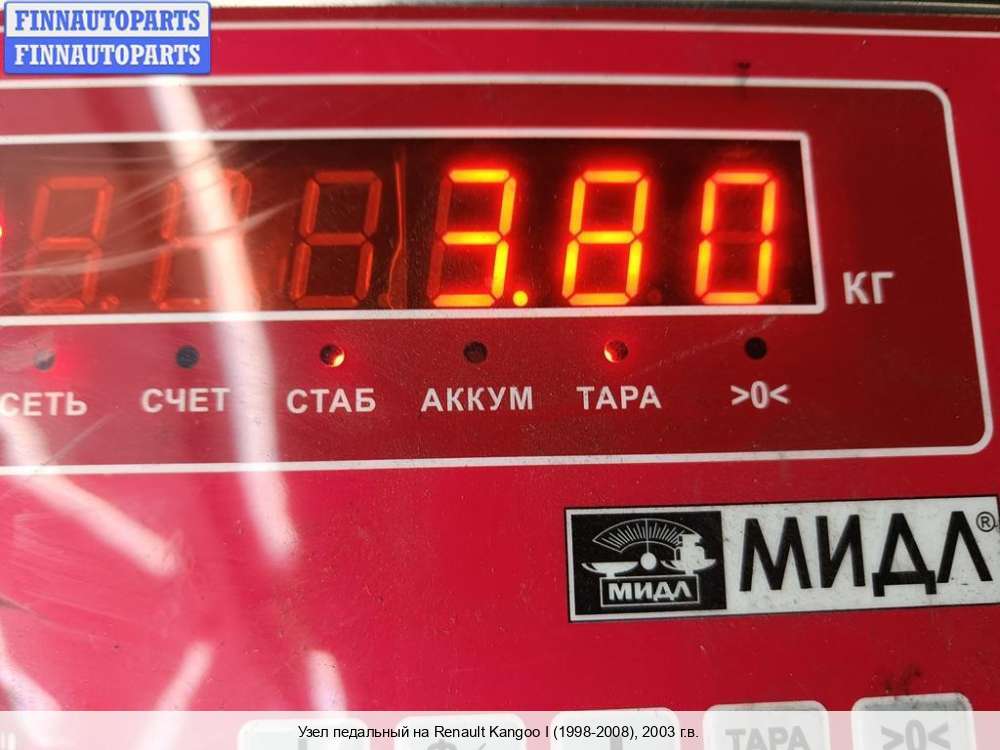 FINNAUTOPARTS
FINNAUTOPARTS
3.80
КГ
СЕТЬ СЧЕТ СТАБ АККУМ ТАРА >0<
МИДЛ МИДЛ®
ТАРА >0<
Узел педальный на Renault Kangoo I (1998-2008), 2003 г.в.